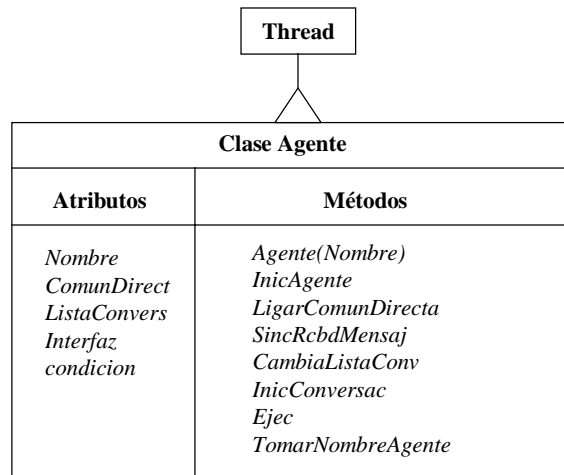 Thread
Clase Agente
Atributos
Métodos
Nombre
ComunDirect
ListaConvers
Interfaz
condicion
Agente(Nombre)
InicAgente
LigarComunDirecta
SincRcbdMensaj
CambiaListaConv
InicConversac
Ejec
TomarNombreAgente